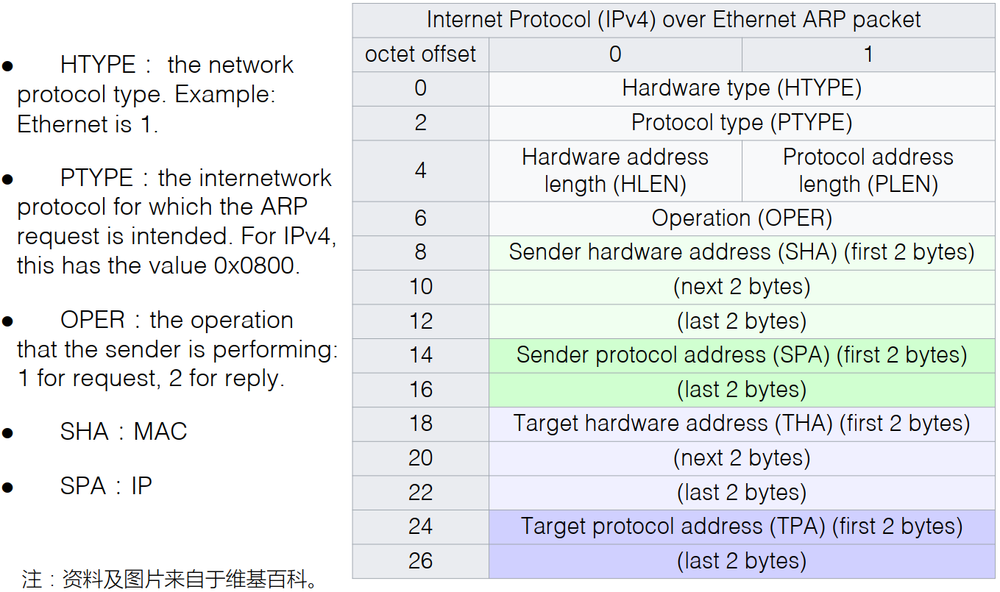 ● HTYPE： the network
protocol type. Example:
Ethernet is 1.
● PTYPE：the internetwork
protocol for which the ARP
request is intended. For IPv4,
this has the value 0x0800.
● OPER：the operation
that the sender is performing:
1 for request, 2 for reply.
● SHA：MAC
● SPA：IP
注：资料及图片来自于维基百科。
Internet Protocol (IPv4) over Ethernet ARP packet
octet offset 0 1
0 Hardware type (HTYPE)
2 Protocol type (PTYPE)
4 Hardware address Protocol address
length (HLEN) length (PLEN)
6 Operation (OPER)
8 Sender hardware address (SHA) (first 2 bytes)
10 (next 2 bytes)
12 (last 2 bytes)
14 Sender protocol address (SPA) (first 2 bytes)
16 (last 2 bytes)
18 Target hardware address (THA) (first 2 bytes)
20 (next 2 bytes)
22 (last 2 bytes)
24 Target protocol address (TPA) (first 2 bytes)
26 (last 2 bytes)